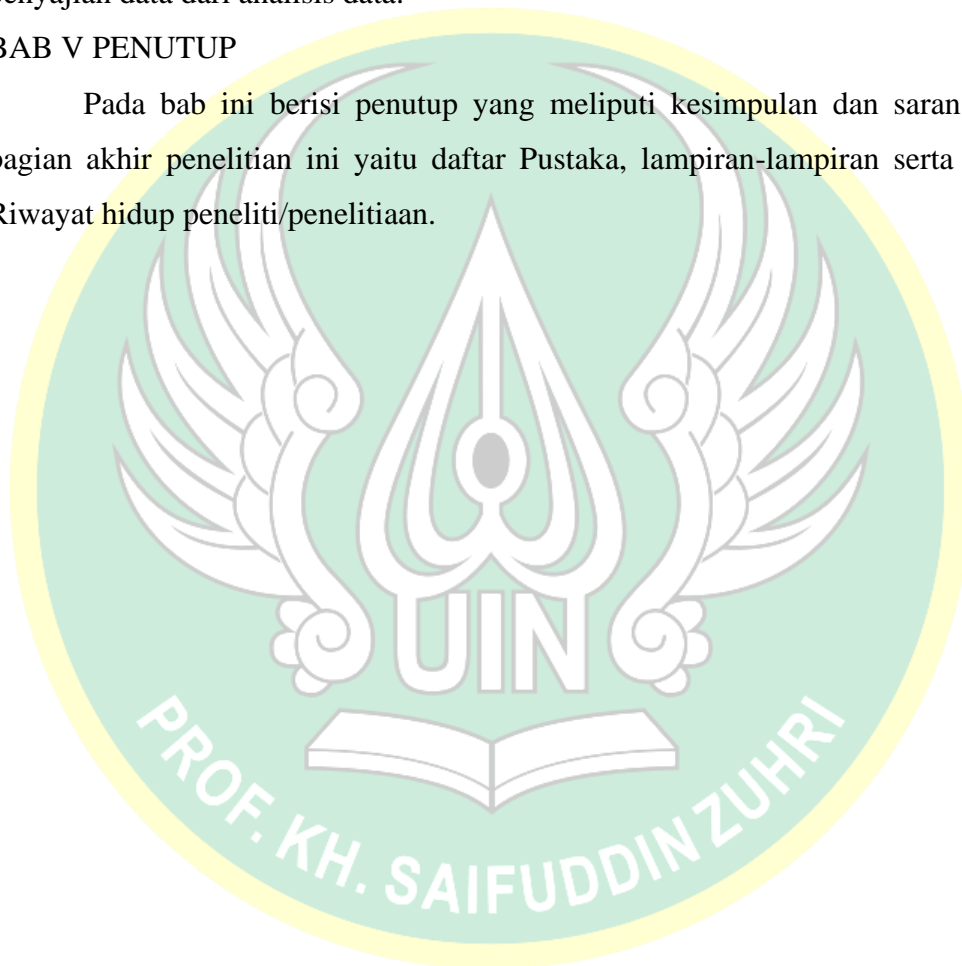 penyajian data dari analisis data.
BAB V PENUTUP
Pada bab ini berisi penutup yang meliputi kesimpulan dan saran
bagian akhir penelitian ini yaitu daftar Pustaka, lampiran-lampiran serta
Riwayat hidup peneliti/penelitiaan.
UIN
PROF. KH. SAIFUDDIN ZUHRI